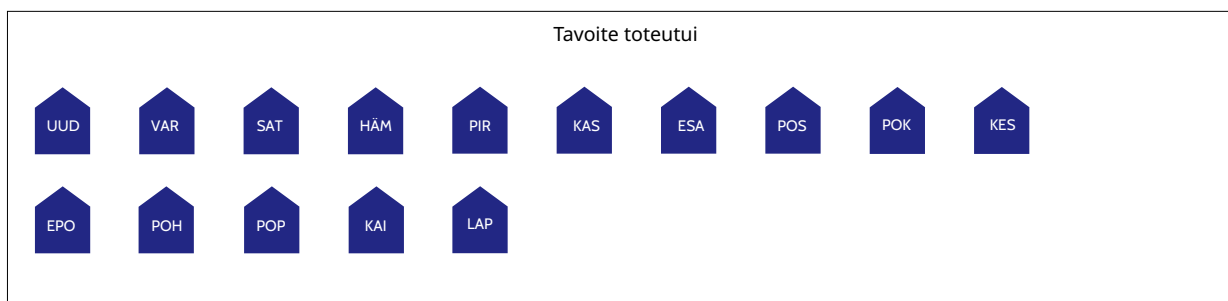 Tavoite toteutui
UUD VAR SAT HÄM PIR KAS ESA POS POK KES
EPO POH POP KAI LAP